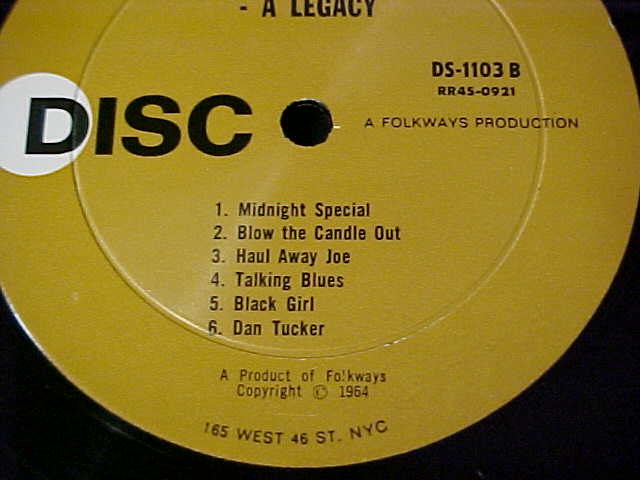 - A LEGACY
DS-1103 B
RR4S-0921
DISC
A FOLKWAYS PRODUCTION
1. Midnight Special
2. Blow the Candle Out
3. Haul Away Joe
4. Talking Blues
5. Black Girl
6. Dan Tucker
A Product of Folkways
Copyright © 1964
165 WEST 46 ST. NYC